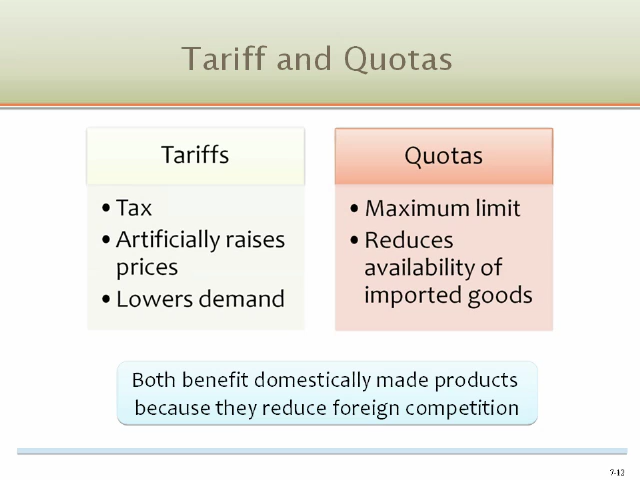 Tariff and Quotas
Tariffs
• Tax
• Artificially raises
prices
• Lowers demand
Quotas
• Maximum limit
• Reduces
availability of
imported goods
Both benefit domestically made products
because they reduce foreign competition
7-13